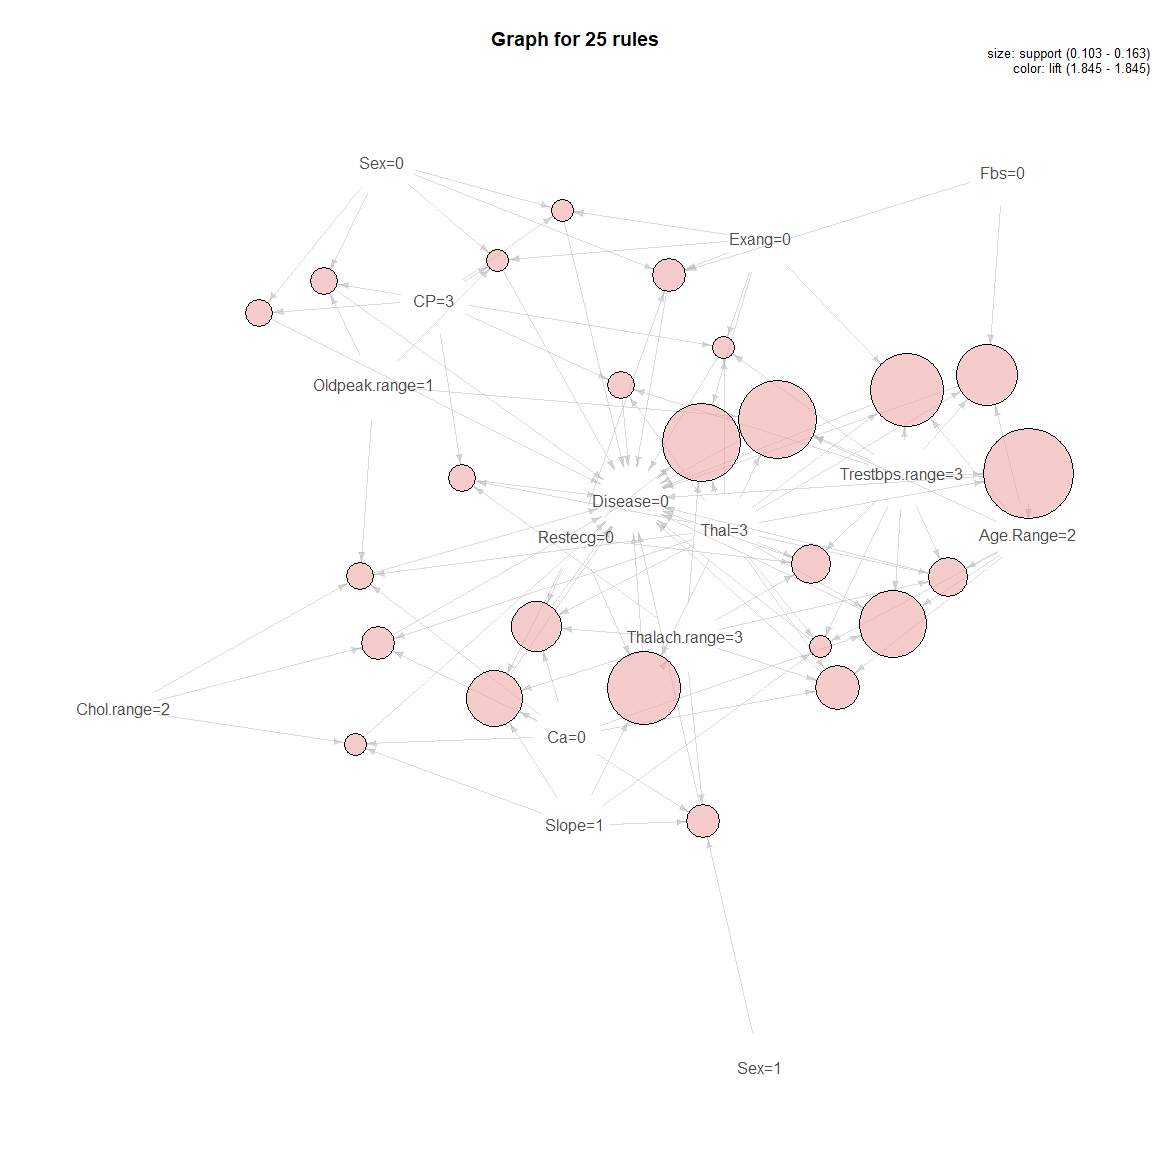 Graph for 25 rules
size: support (0.103 - 0.163)
color: lift (1.845 - 1.845)
Sex=0
Fbs=0
Exang=0
CP=3
Oldpeak.range=1
Trestbps.range=3
Disease=0
Thal=3
Restecg=0
Age.Range=2
Thalach.range=3
Chol.range=2
Ca=0
Slope=1
Sex=1